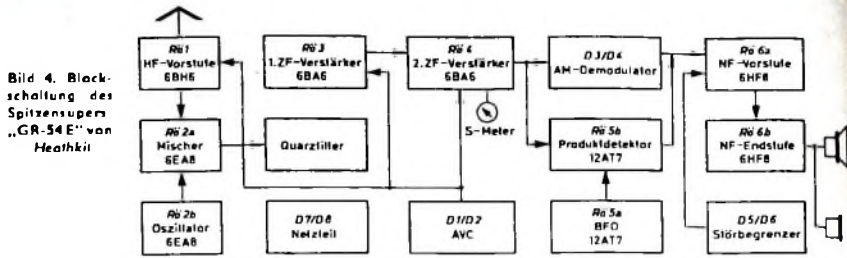 Bild 4. Block-
schaltung des
Spitzensupers
„GR-54 E" von
Heathkit
Rö 1
HF-Vorstufe
6BH6
Rö 3
1. ZF-Verstärker
6BA6
Rö 4
2. ZF-Verstärker
6BA6
D3/D4
AM-Demodulator
Rö 6a
NF-Vorstufe
6HF8
S-Meter
Rö 2a
Mischer
6EA8
Quarzfilter
Rö 5b
Produktdetektor
12AT7
Rö 6b
NF-Endstufe
6HF8
Rö 2b
Oszillator
6EA8
D7/D8
Netzteil
D1/D2
AVC
Rö 5a
BFO
12AT7
D5/D6
Störbegrenzer